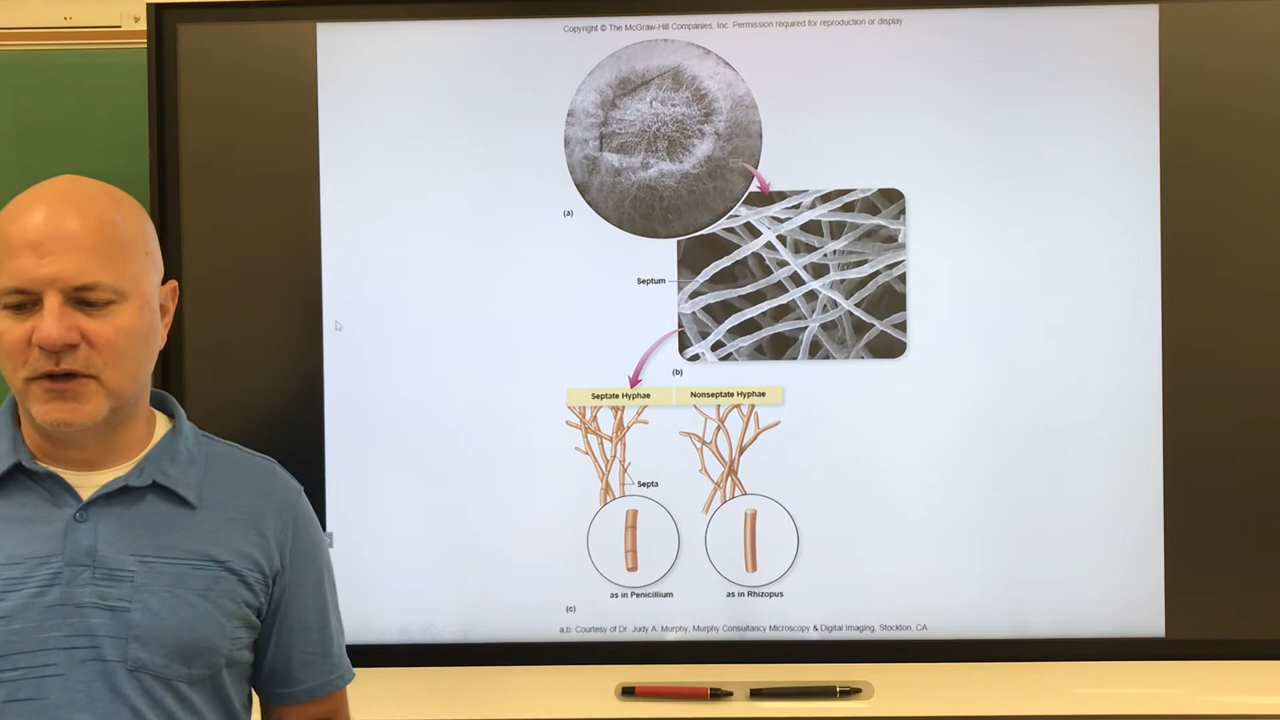 Copyright © The McGraw-Hill Companies, Inc. Permission required for reproduction or display
(a)
Septum
(b)
Septate Hyphae
Nonseptate Hyphae
Septa
as in Penicillium
as in Rhizopus
(c)
a,b: Courtesy of Dr. Judy A. Murphy, Murphy Consultancy Microscopy & Digital Imaging, Stockton, CA